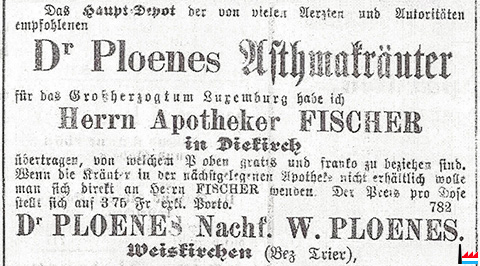 Das Haupt-Depot der von vielen Aerzten und Autoritäten
empfohlenen
Dr Ploenes Asthmakräuter
für das Großherzogtum Luxemburg habe ich
Herrn Apotheker FISCHER
in Diekirch
übertragen, von welchem P oben gratis und franko zu beziehen sind.
Wenn die Kräuter in der nächstgelegenen Apotheke nicht erhältlich wolle
man sich direkt an Herrn FISCHER wenden. Der Preis pro Dose
stellt sich auf 3 75 Fr exkl. Porto. 782
Dr PLOENES Nachf. W. PLOENES.
Weiskirchen (Bez Trier),